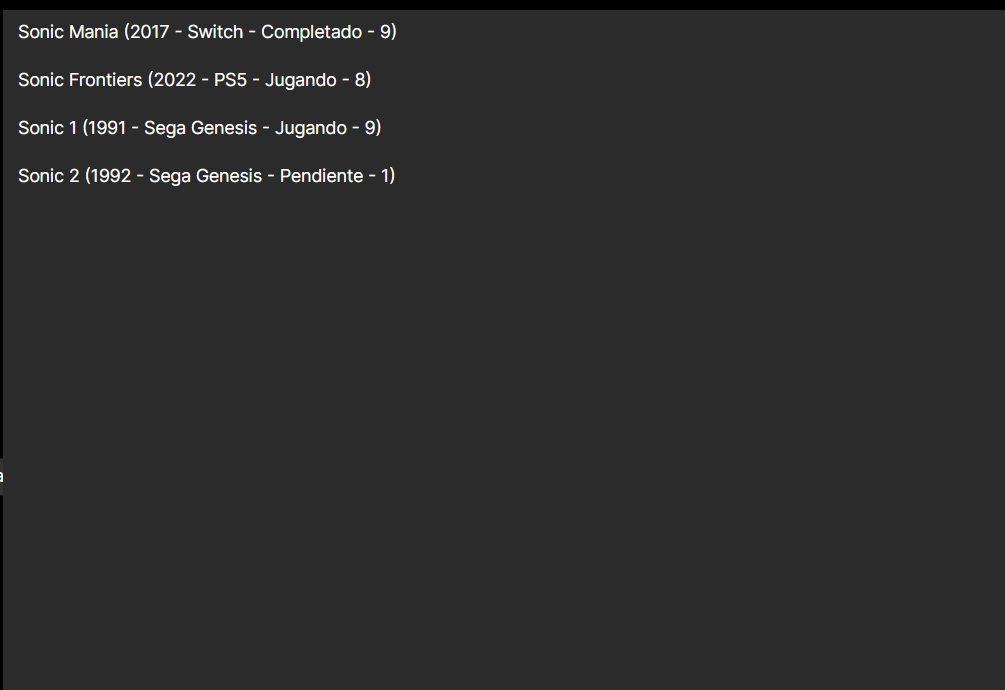 Sonic Mania (2017 - Switch - Completado - 9)
Sonic Frontiers (2022 - PS5 - Jugando - 8)
Sonic 1 (1991 - Sega Genesis - Jugando - 9)
Sonic 2 (1992 - Sega Genesis - Pendiente - 1)